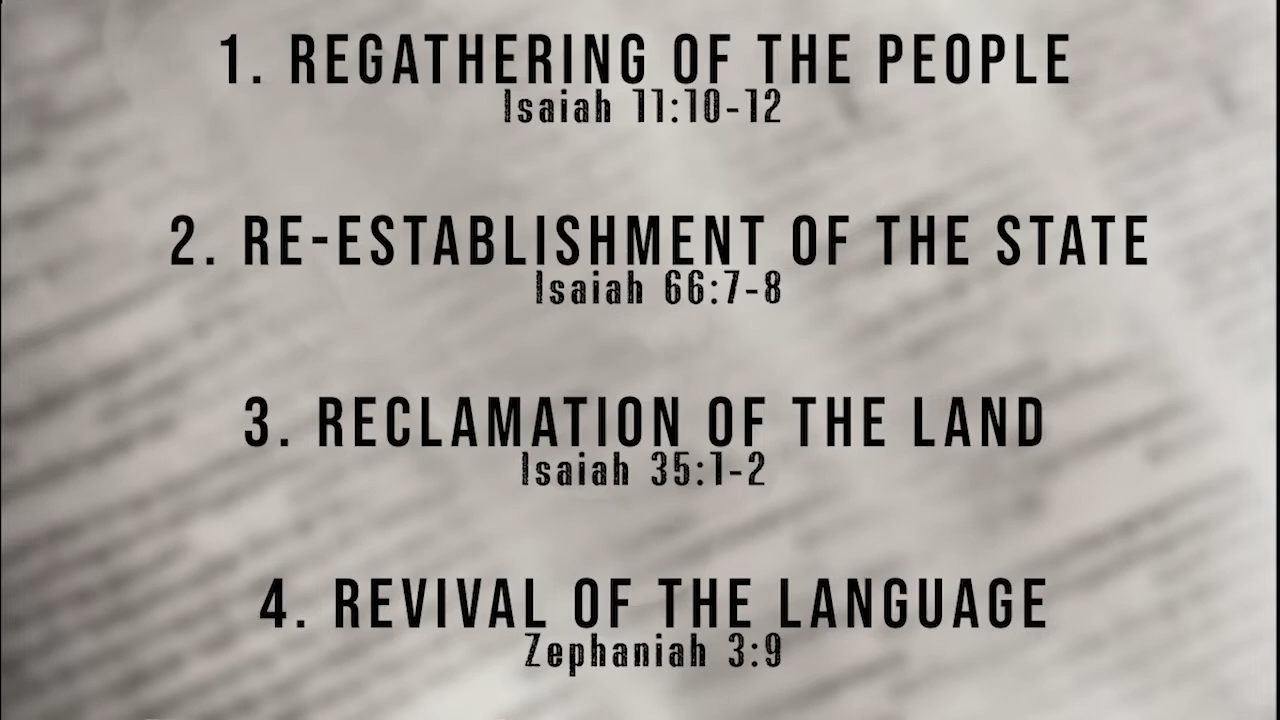 1. REGATHERING OF THE PEOPLE
Isaiah 11:10-12
2. RE-ESTABLISHMENT OF THE STATE
Isaiah 66:7-8
3. RECLAMATION OF THE LAND
Isaiah 35:1-2
4. REVIVAL OF THE LANGUAGE
Zephaniah 3:9